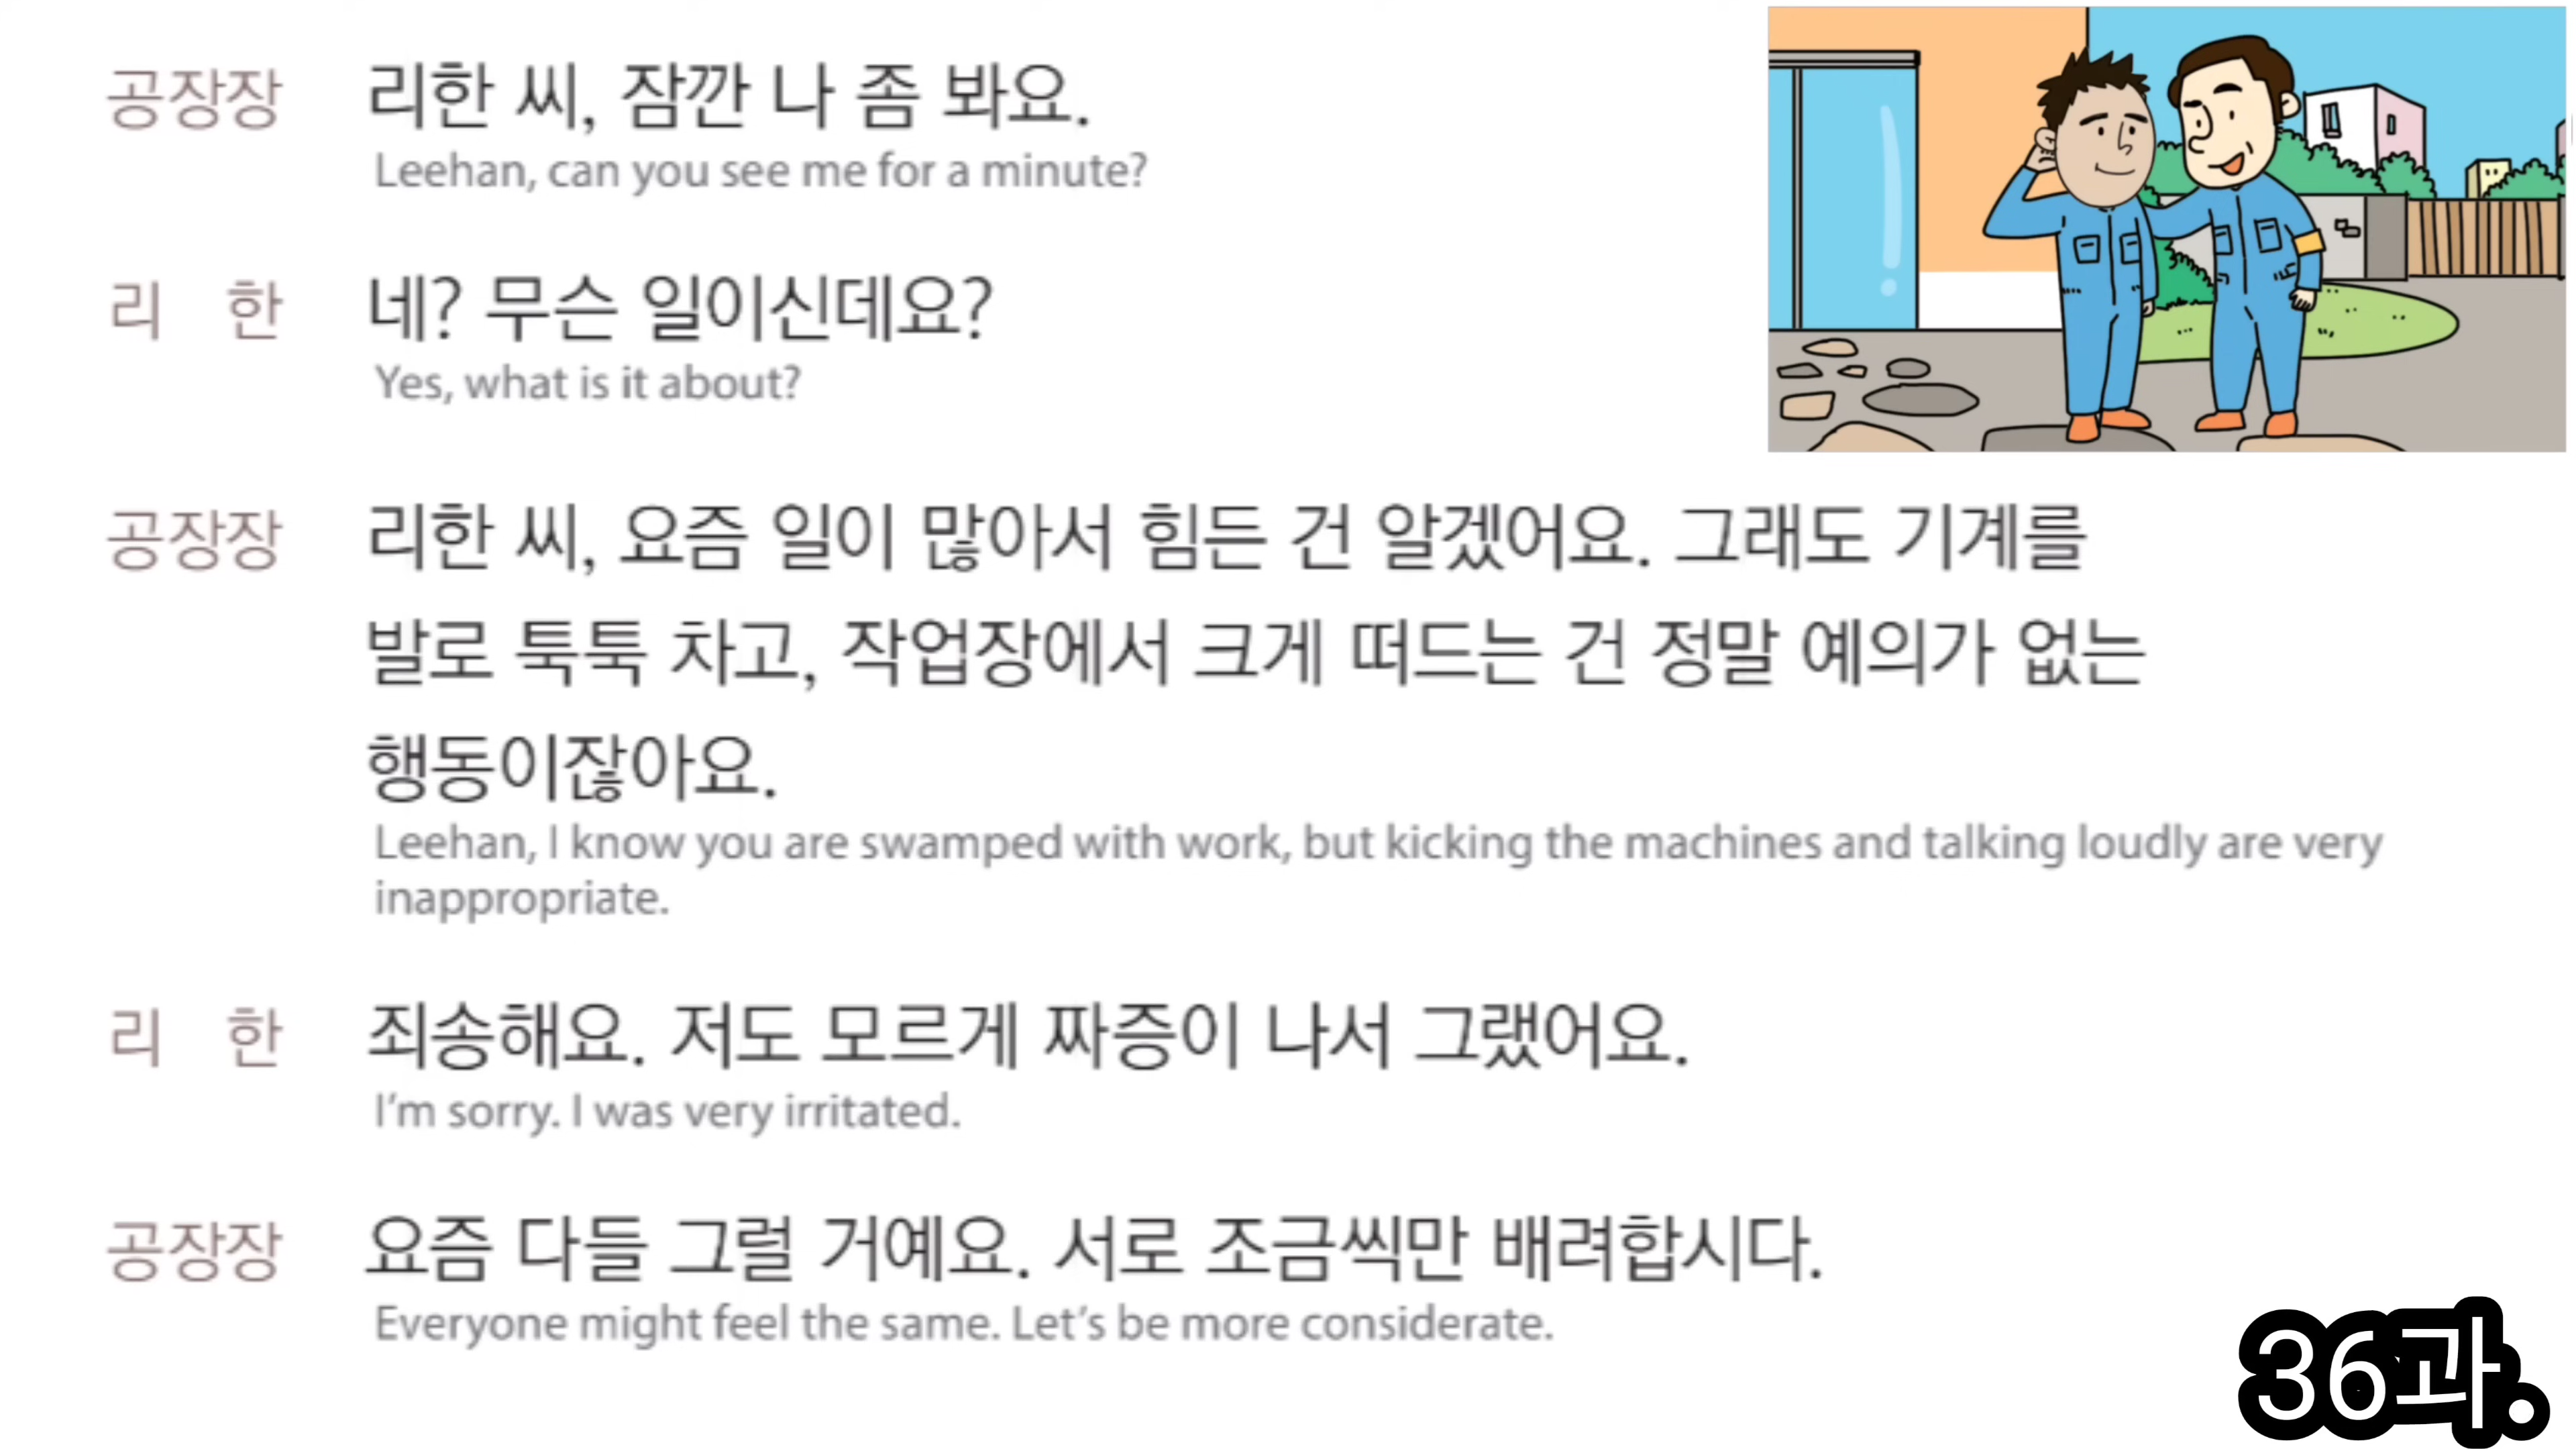 공장장 리한 씨, 잠깐 나 좀 봐요.
Leehan, can you see me for a minute?
리 한 네? 무슨 일이신데요?
Yes, what is it about?
공장장 리한 씨, 요즘 일이 많아서 힘든 건 알겠어요. 그래도 기계를
발로 툭툭 차고, 작업장에서 크게 떠드는 건 정말 예의가 없는
행동이잖아요.
Leehan, I know you are swamped with work, but kicking the machines and talking loudly are very
inappropriate.
리 한 죄송해요. 저도 모르게 짜증이 나서 그랬어요.
I'm sorry. I was very irritated.
공장장 요즘 다들 그럴 거예요. 서로 조금씩만 배려합시다.
Everyone might feel the same. Let's be more considerate.
36과.